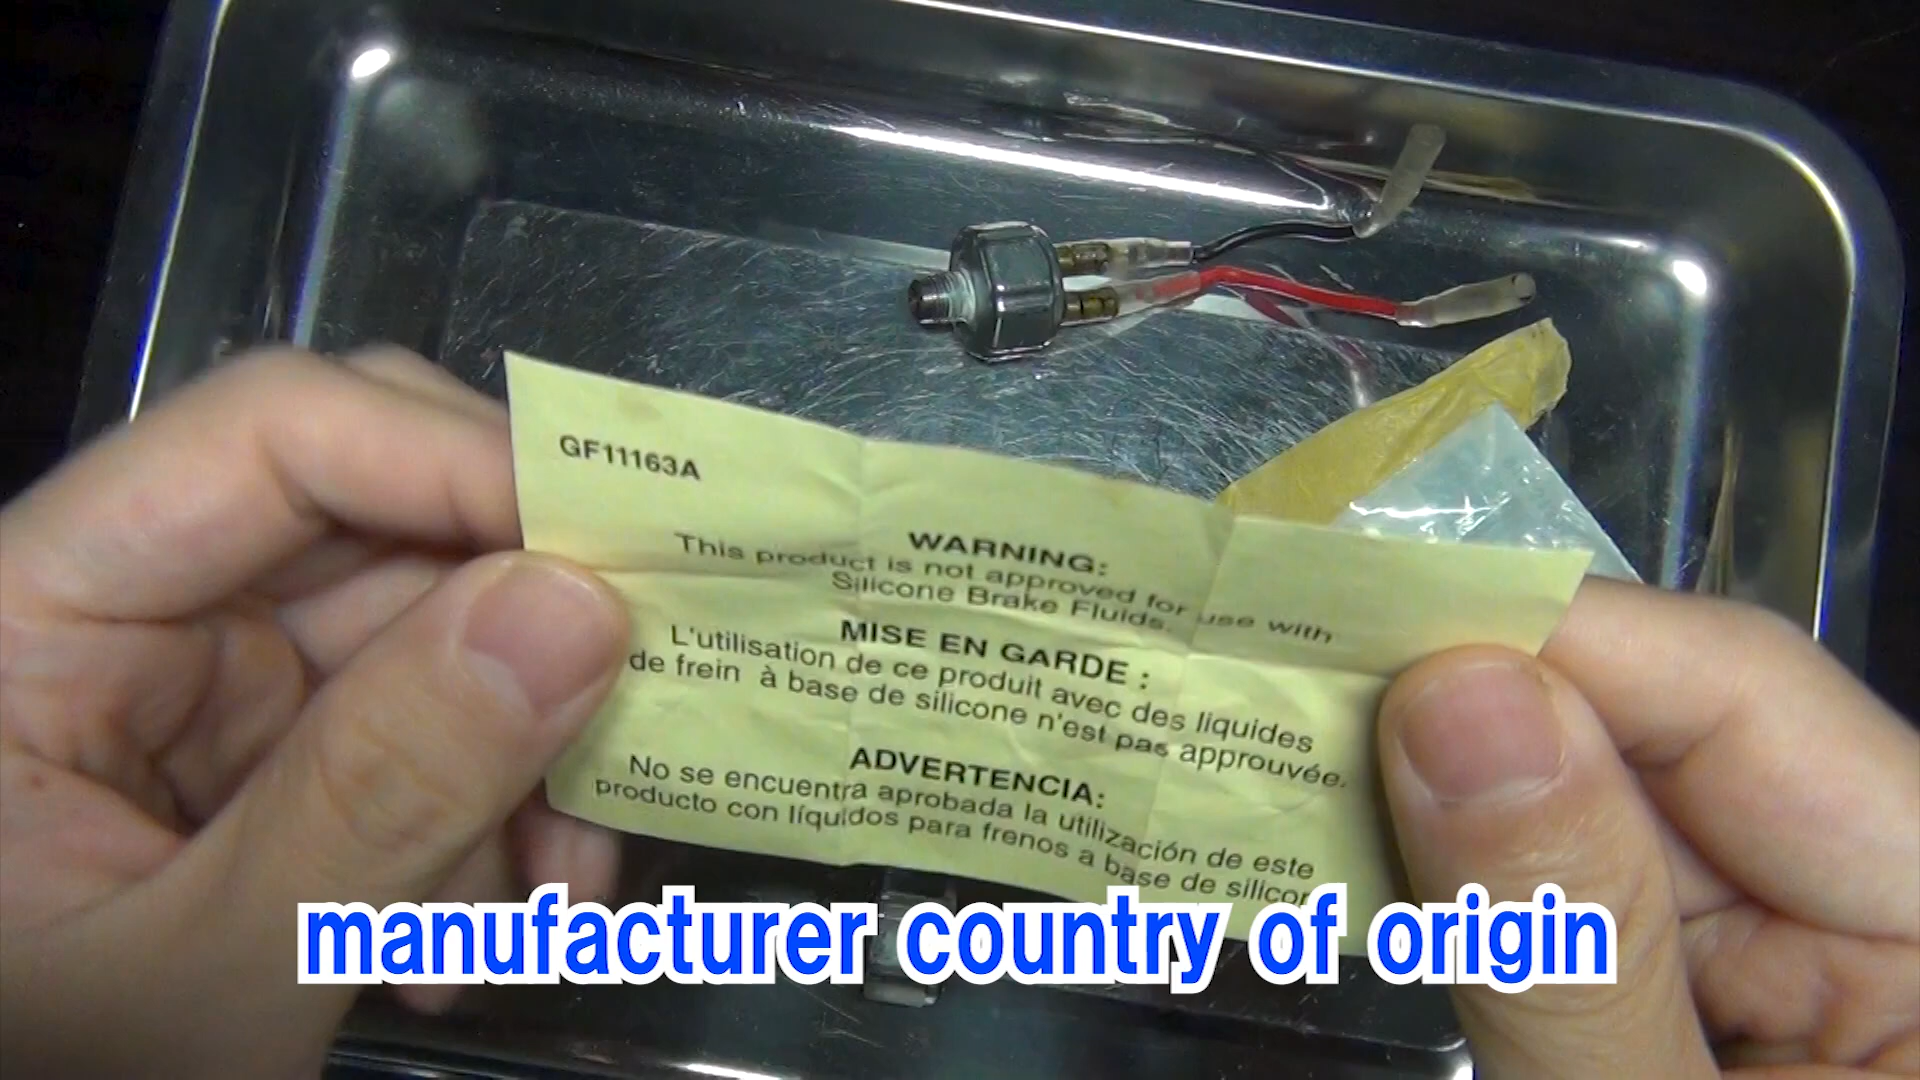 GF11163A
WARNING:
This product is not approved for use with
Silicone Brake Fluids.
MISE EN GARDE :
L'utilisation de ce produit avec des liquides
de frein à base de silicone n'est pas approuvée.
ADVERTENCIA:
No se encuentra aprobada la utilización de este
producto con líquidos para frenos a base de silicon
manufacturer country of origin